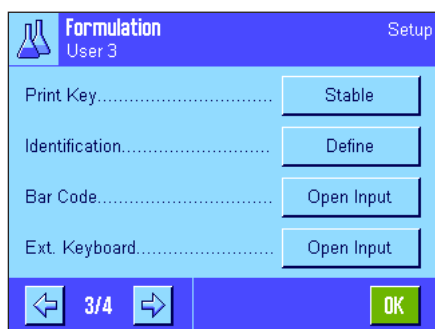 Formulation Setup
User 3
Print Key.............................. Stable
Identification.......................... Define
Bar Code.............................. Open Input
Ext. Keyboard........................ Open Input
3/4 OK